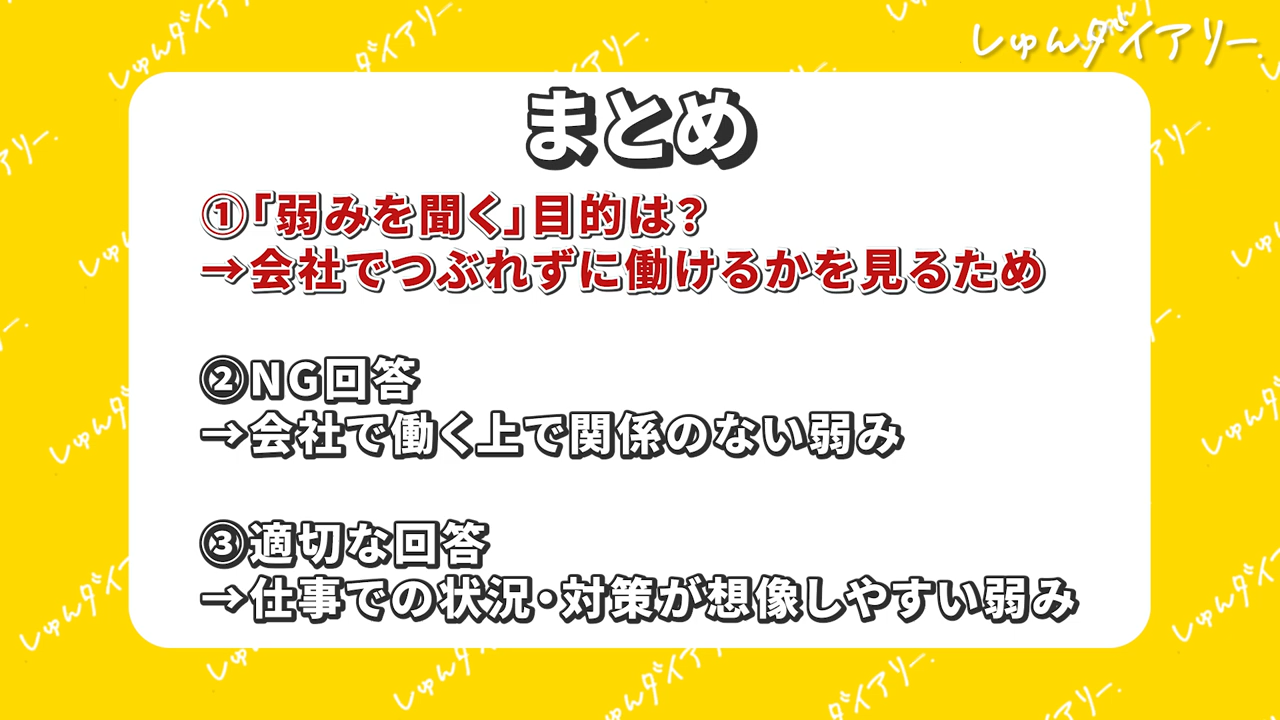 しゅんダイアリー
まとめ
①「弱みを聞く」目的は?
→会社でつぶれずに働けるかを見るため
②NG回答
→会社で働く上で関係のない弱み
③適切な回答
→仕事での状況・対策が想像しやすい弱み